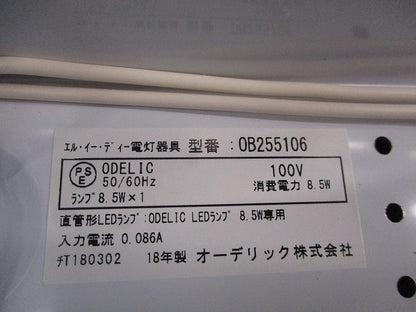 エル・イー・ディー電灯器具 型番:OB255106
PSE ODELIC 100V
50/60Hz 消費電力 8.5W
ランプ8.5W×1
直管形LEDランプ:ODELIC LEDランプ 8.5W専用
入力電流 0.086A
チT180302 18年製 オーデリック株式会社